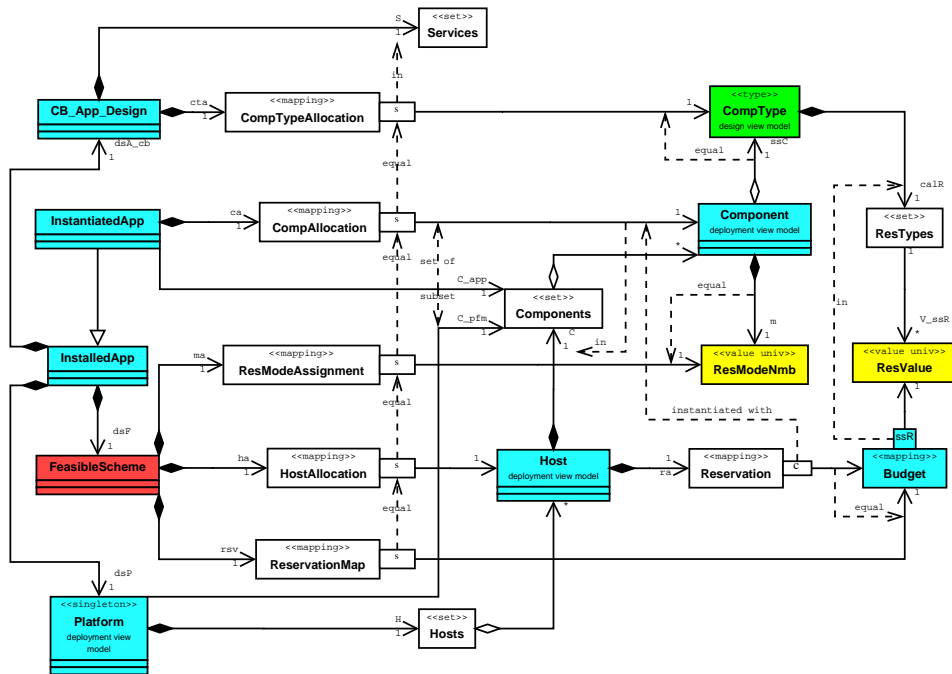 S
1
<<set>>
Services
in
CB_App_Design
cta
1
<<mapping>>
CompTypeAllocation
s
1
<<type>>
CompType
design view model
dsA_cb
1
equal
equal
ssC
1
calR
1
InstantiatedApp
ca
1
<<mapping>>
CompAllocation
s
1
Component
deployment view model
<<set>>
ResTypes
1
equal
set of
subset
*
C_app
1
<<set>>
Components
C_pfm
1
C
1
in
equal
in
m
1
V_ssR
*
InstalledApp
ma
1
<<mapping>>
ResModeAssignment
s
1
<<value univ>>
ResModeNmb
<<value univ>>
ResValue
1
equal
instantiated with
dsF
1
ssR
FeasibleScheme
ha
1
<<mapping>>
HostAllocation
s
1
Host
deployment view model
1
ra
<<mapping>>
Reservation
c
<<mapping>>
Budget
1
equal
*
equal
rsv
1
<<mapping>>
ReservationMap
s
dsP
1
<<singleton>>
Platform
deployment view
model
H
1
<<set>>
Hosts